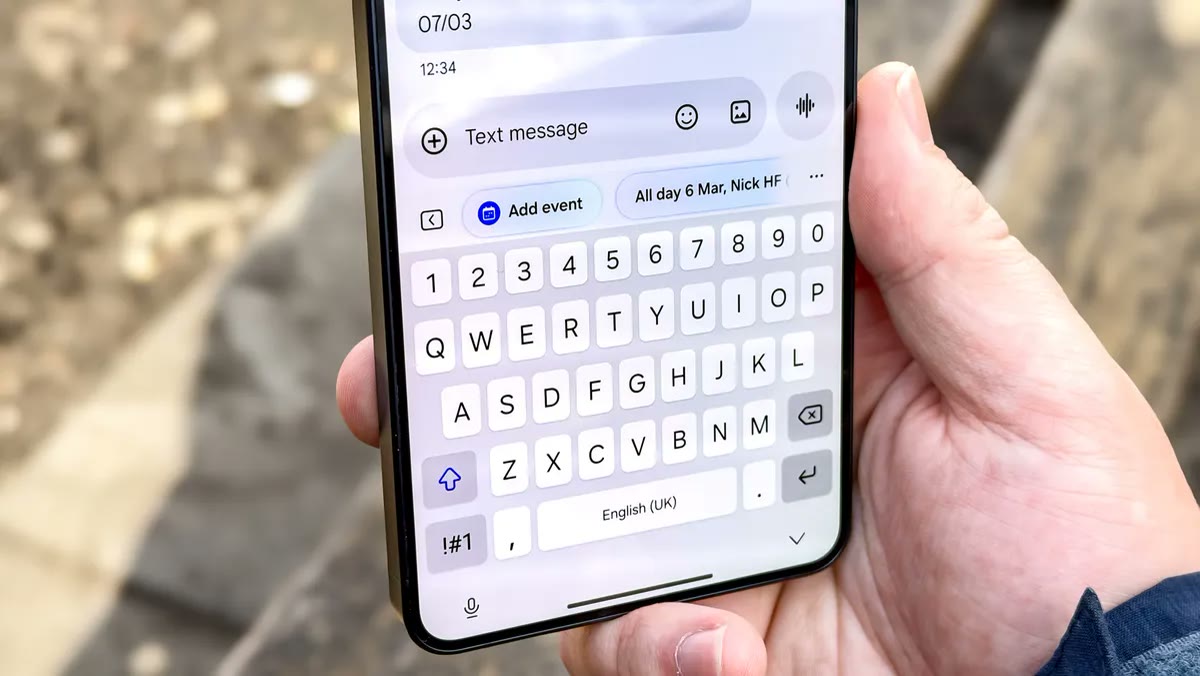 07/03
12:34
Text message
Add event
All day 6 Mar, Nick HF
1 2 3 4 5 6 7 8 9 0
Q W E R T Y U I O P
A S D F G H J K L
Z X C V B N M
!#1 , English (UK) .